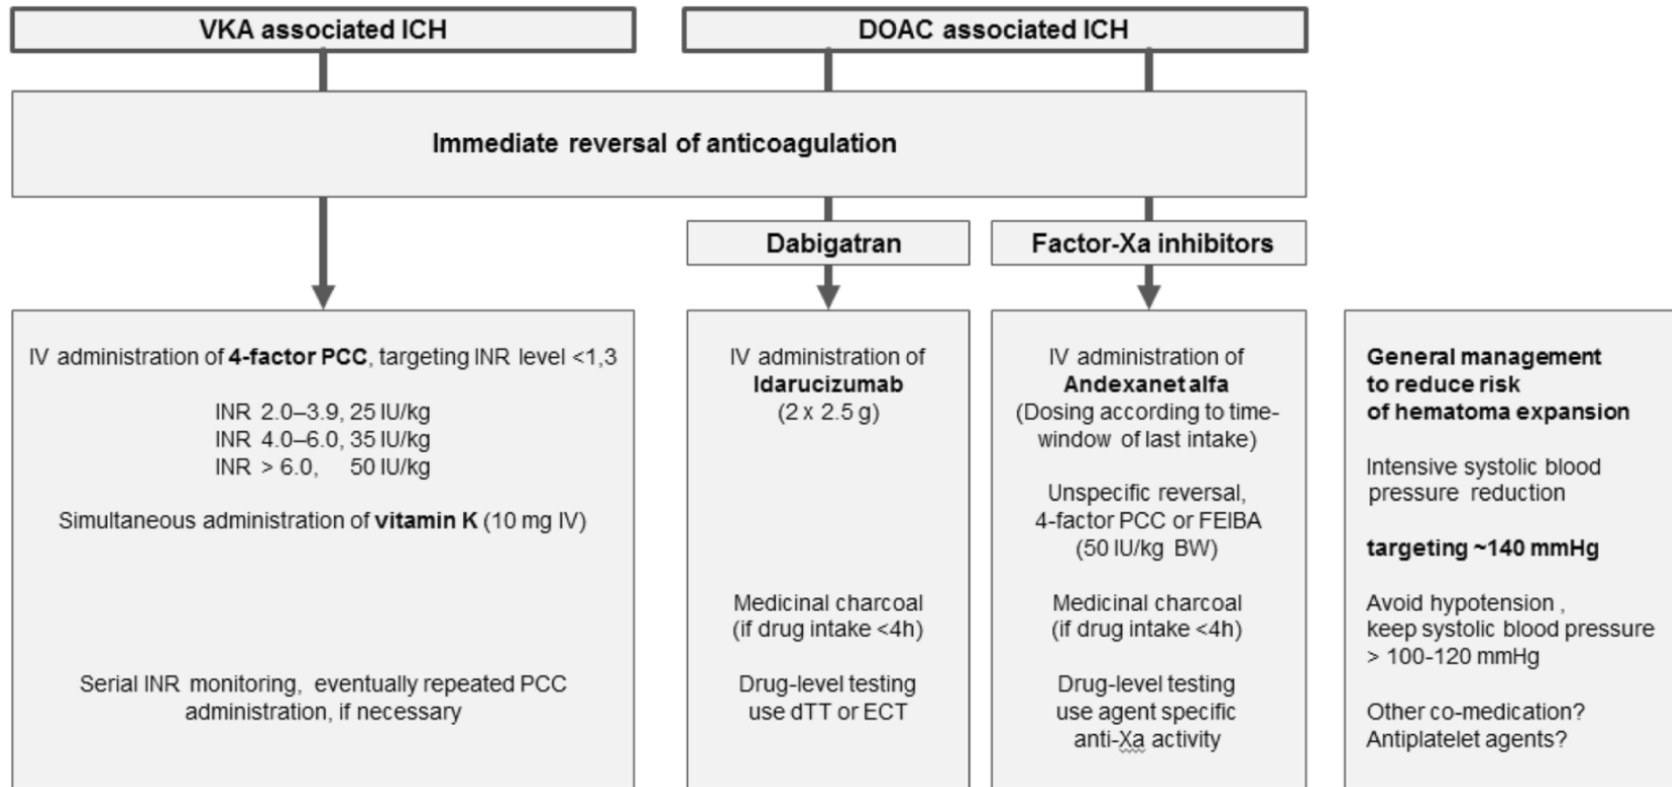 VKA associated ICH
DOAC associated ICH
Immediate reversal of anticoagulation
Dabigatran
Factor-Xa inhibitors
IV administration of 4-factor PCC, targeting INR level <1,3
INR 2.0–3.9, 25 IU/kg
INR 4.0–6.0, 35 IU/kg
INR > 6.0, 50 IU/kg
Simultaneous administration of vitamin K (10 mg IV)
Serial INR monitoring, eventually repeated PCC
administration, if necessary
IV administration of
Idarucizumab
(2 x 2.5 g)
Medicinal charcoal
(if drug intake <4h)
Drug-level testing
use dTT or ECT
IV administration of
Andexanet alfa
(Dosing according to time-
window of last intake)
Unspecific reversal,
4-factor PCC or FEIBA
(50 IU/kg BW)
Medicinal charcoal
(if drug intake <4h)
Drug-level testing
use agent specific
anti-Xa activity
General management
to reduce risk
of hematoma expansion
Intensive systolic blood
pressure reduction
targeting ~140 mmHg
Avoid hypotension ,
keep systolic blood pressure
> 100-120 mmHg
Other co-medication?
Antiplatelet agents?